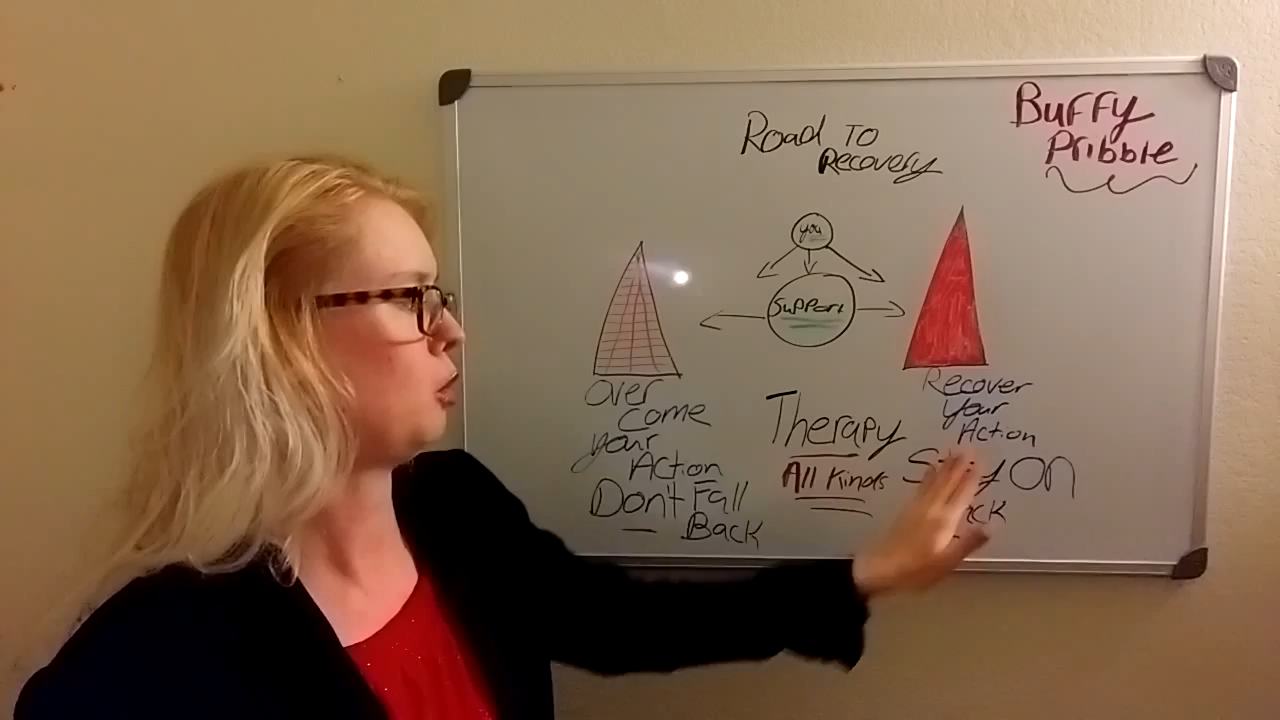 Road To
Recovery
Buffy
Pribble
you
Support
Over
come
your
Action
Don't Fall
Back
Therapy
All Kinds
Recover
Your
Action
On